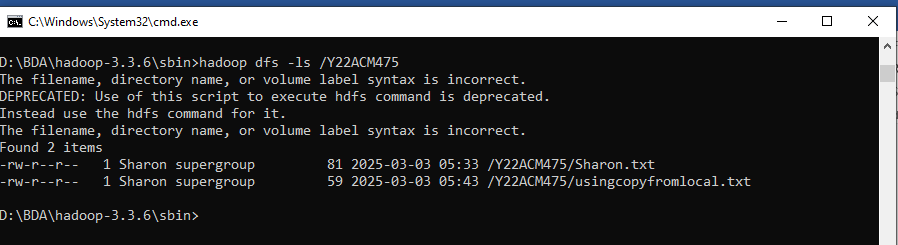 C:\Windows\System32\cmd.exe
D:\BDA\hadoop-3.3.6\sbin>hadoop dfs -ls /Y22ACM475
The filename, directory name, or volume label syntax is incorrect.
DEPRECATED: Use of this script to execute hdfs command is deprecated.
Instead use the hdfs command for it.
The filename, directory name, or volume label syntax is incorrect.
Found 2 items
-rw-r--r--   1 Sharon supergroup         81 2025-03-03 05:33 /Y22ACM475/Sharon.txt
-rw-r--r--   1 Sharon supergroup         59 2025-03-03 05:43 /Y22ACM475/usingcopyfromlocal.txt
D:\BDA\hadoop-3.3.6\sbin>